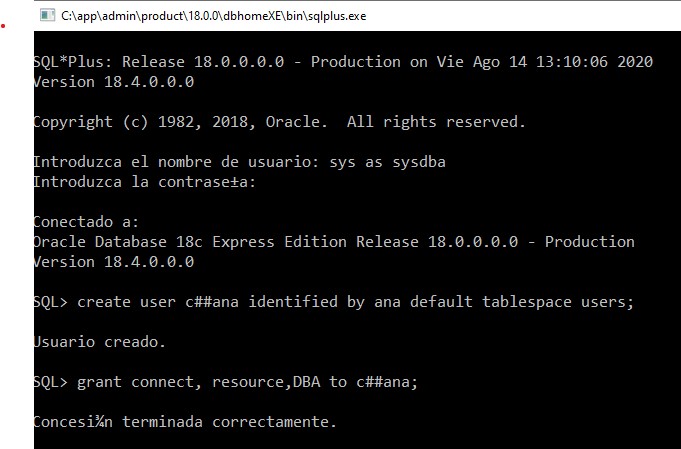 C:\app\admin\product\18.0.0\dbhomeXE\bin\sqlplus.exe
SQL*Plus: Release 18.0.0.0.0 - Production on Vie Ago 14 13:10:06 2020
Version 18.4.0.0.0
Copyright (c) 1982, 2018, Oracle.  All rights reserved.
Introduzca el nombre de usuario: sys as sysdba
Introduzca la contrase±a:
Conectado a:
Oracle Database 18c Express Edition Release 18.0.0.0.0 - Production
Version 18.4.0.0.0
SQL> create user c##ana identified by ana default tablespace users;
Usuario creado.
SQL> grant connect, resource,DBA to c##ana;
Concesi¾n terminada correctamente.